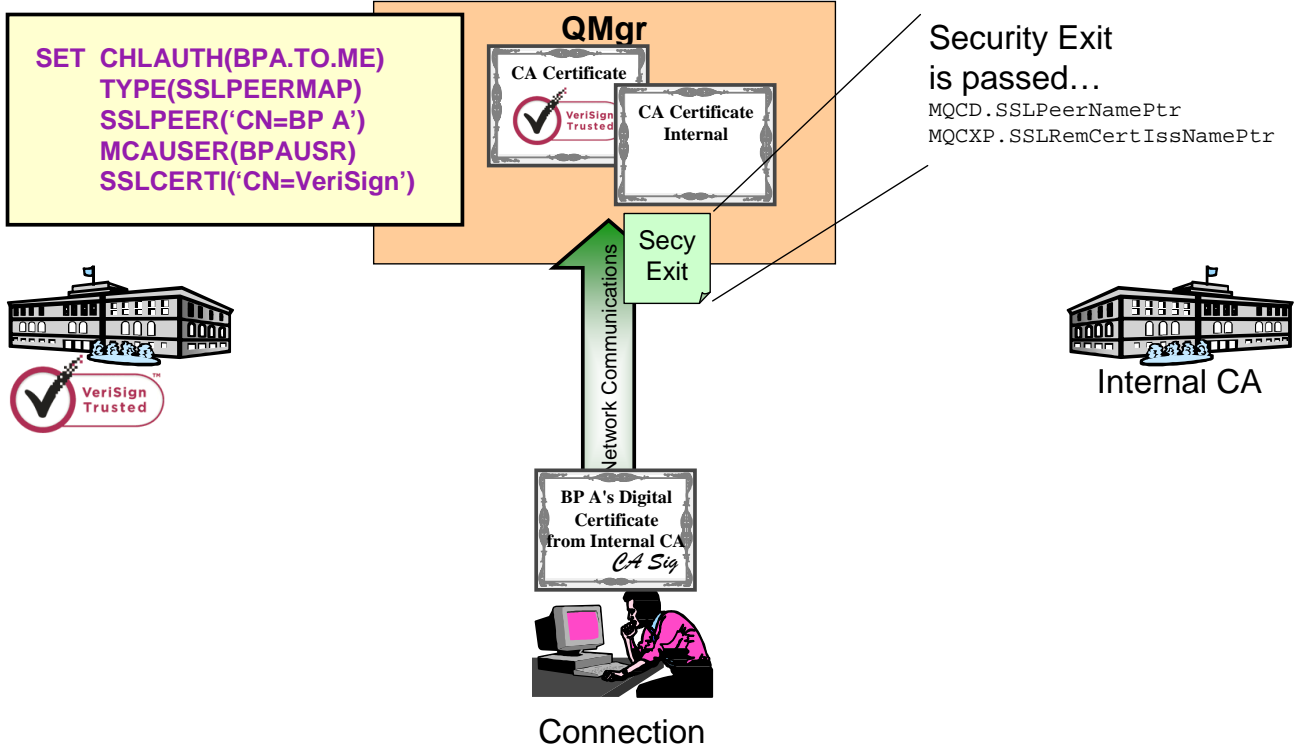 SET CHLAUTH(BPA.TO.ME)
TYPE(SSLPEERMAP)
SSLPEER(‘CN=BP A’)
MCAUSER(BPAUSR)
SSLCERTI(‘CN=VeriSign’)
QMgr
CA Certificate
VeriSign
Trusted
CA Certificate
Internal
Security Exit
is passed…
MQCD.SSLPeerNamePtr
MQCXP.SSLRemCertIssNamePtr
Secy
Exit
Network Communications
VeriSign™
Trusted
Internal CA
BP A's Digital
Certificate
from Internal CA
CA Sig
Connection